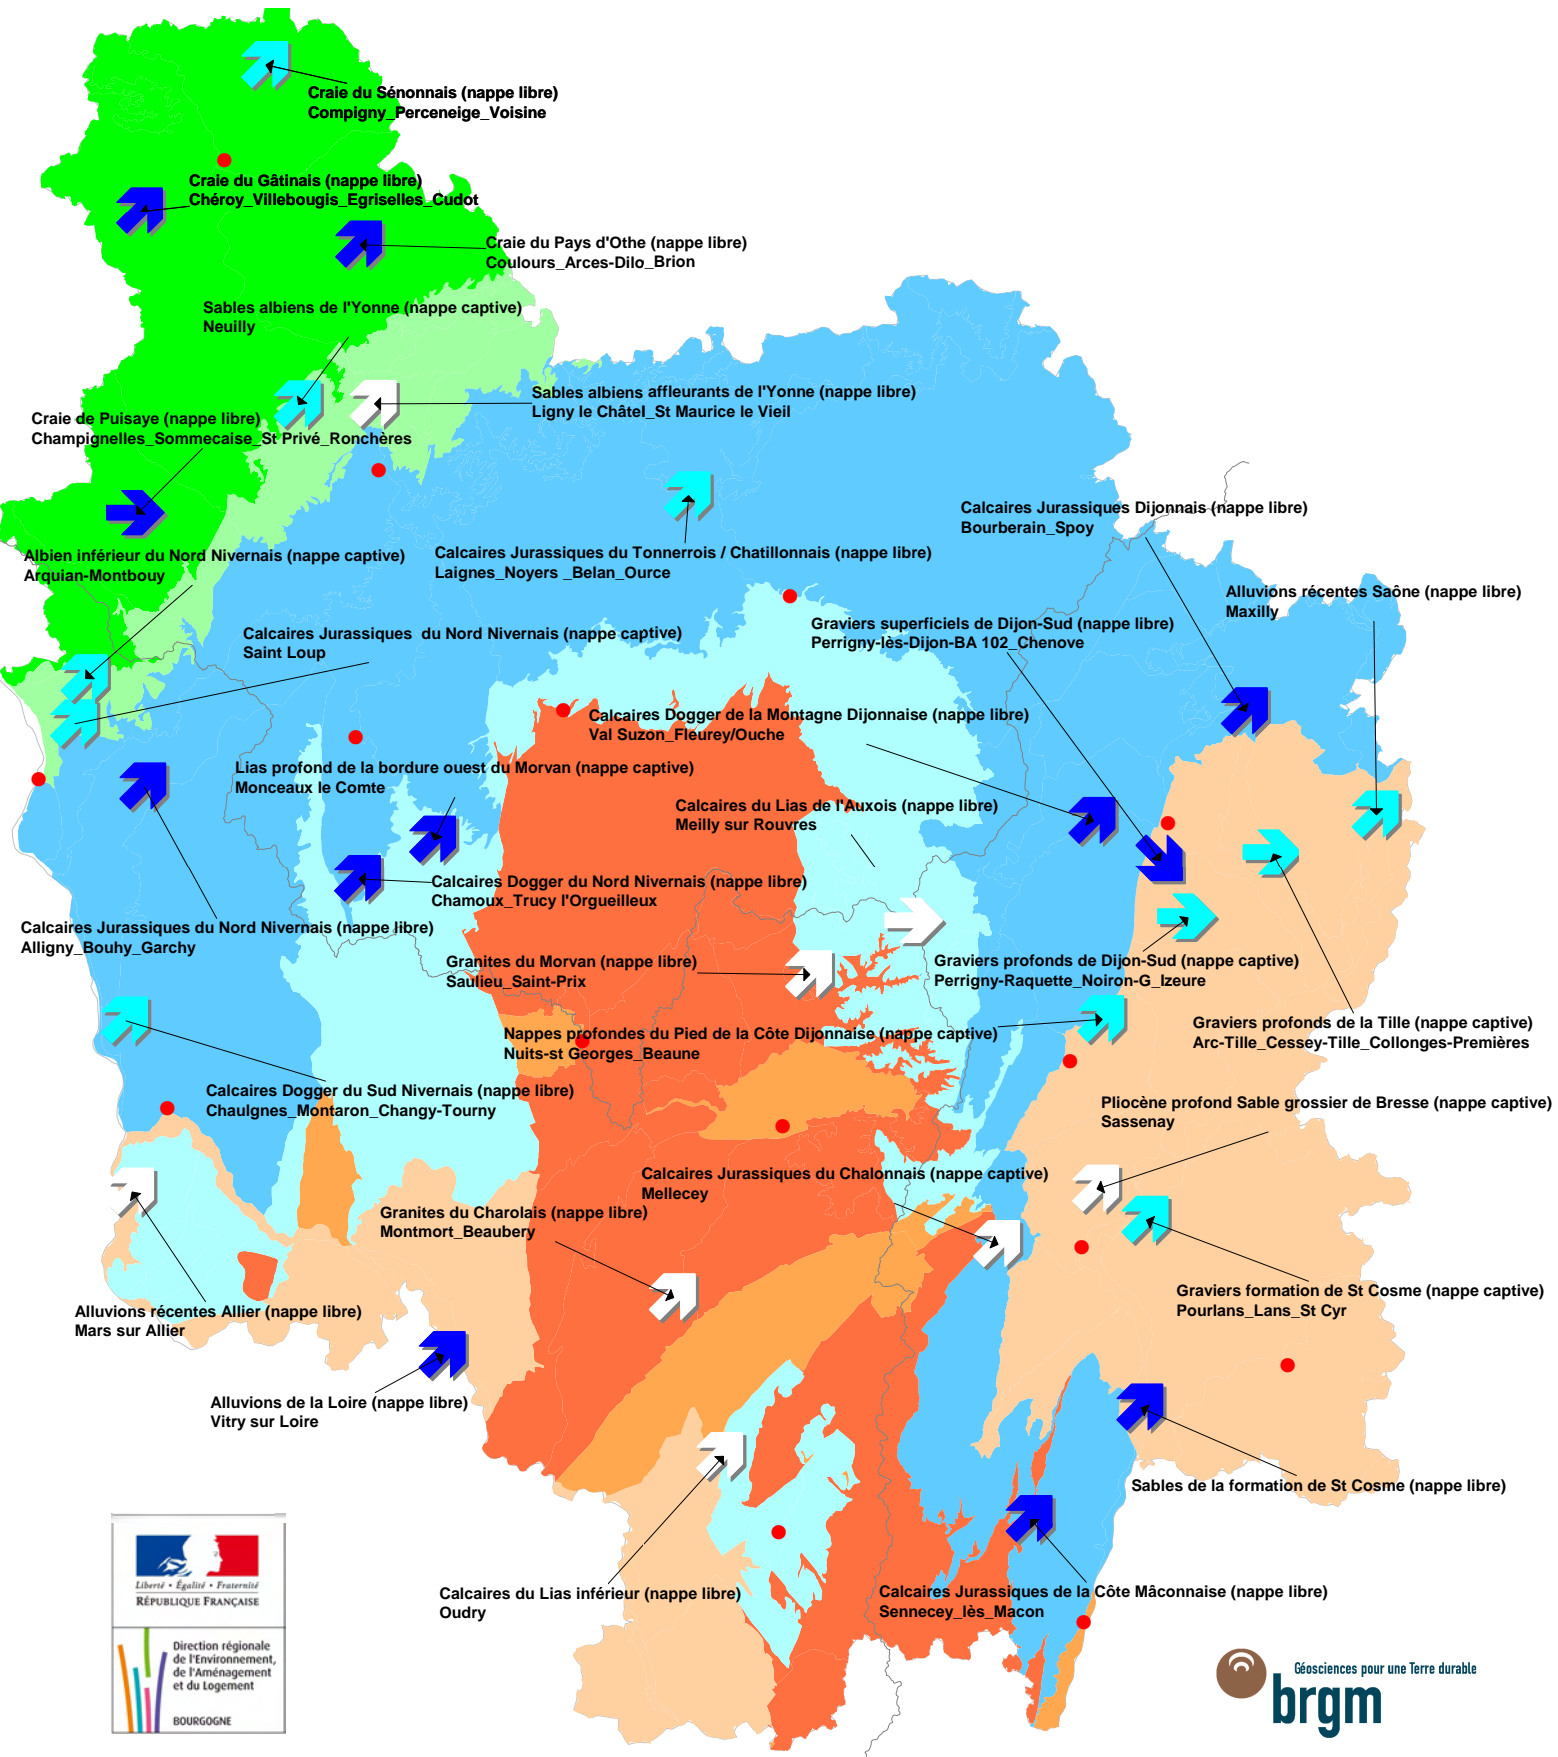 Craie du Sénonnais (nappe libre)
Compigny_Perceneige_Voisine
Craie du Gâtinais (nappe libre)
Chéroy_Villebougis_Egriselles_Cudot
Craie du Pays d'Othe (nappe libre)
Coulours_Arces-Dilo_Brion
Sables albiens de l'Yonne (nappe captive)
Neuilly
Sables albiens affleurants de l'Yonne (nappe libre)
Ligny le Châtel_St Maurice le Vieil
Craie de Puisaye (nappe libre)
Champignelles_Sommecaise_St Privé_Ronchères
Calcaires Jurassiques Dijonnais (nappe libre)
Bourberain_Spoy
Albien inférieur du Nord Nivernais (nappe captive)
Arquian-Montbouy
Calcaires Jurassiques du Tonnerrois / Chatillonnais (nappe libre)
Laignes_Noyers _Belan_Ource
Alluvions récentes Saône (nappe libre)
Maxilly
Graviers superficiels de Dijon-Sud (nappe libre)
Perrigny-lès-Dijon-BA 102_Chenove
Calcaires Jurassiques du Nord Nivernais (nappe captive)
Saint Loup
Calcaires Dogger de la Montagne Dijonnaise (nappe libre)
Val Suzon_Fleurey/Ouche
Lias profond de la bordure ouest du Morvan (nappe captive)
Monceaux le Comte
Calcaires du Lias de l'Auxois (nappe libre)
Meilly sur Rouvres
Calcaires Dogger du Nord Nivernais (nappe libre)
Chamoux_Trucy l'Orgueilleux
Calcaires Jurassiques du Nord Nivernais (nappe libre)
Alligny_Bouhy_Garchy
Granites du Morvan (nappe libre)
Saulieu_Saint-Prix
Graviers profonds de Dijon-Sud (nappe captive)
Perrigny-Raquette_Noiron-G_Izeure
Nappes profondes du Pied de la Côte Dijonnaise (nappe captive)
Nuits-st Georges_Beaune
Graviers profonds de la Tille (nappe captive)
Arc-Tille_Cessey-Tille_Collonges-Premières
Calcaires Dogger du Sud Nivernais (nappe libre)
Chaulgnes_Montaron_Changy-Tourny
Pliocène profond Sable grossier de Bresse (nappe captive)
Sassenay
Calcaires Jurassiques du Chalonnais (nappe captive)
Mellecey
Granites du Charolais (nappe libre)
Montmort_Beaubery
Graviers formation de St Cosme (nappe captive)
Pourlans_Lans_St Cyr
Alluvions récentes Allier (nappe libre)
Mars sur Allier
Alluvions de la Loire (nappe libre)
Vitry sur Loire
Sables de la formation de St Cosme (nappe libre)
Calcaires du Lias inférieur (nappe libre)
Oudry
Calcaires Jurassiques de la Côte Mâconnaise (nappe libre)
Sennecey_lès_Macon
Liberté • Égalité • Fraternité
RÉPUBLIQUE FRANÇAISE
Direction régionale
de l'Environnement,
de l'Aménagement
et du Logement
BOURGOGNE
Géosciences pour une Terre durable
brgm